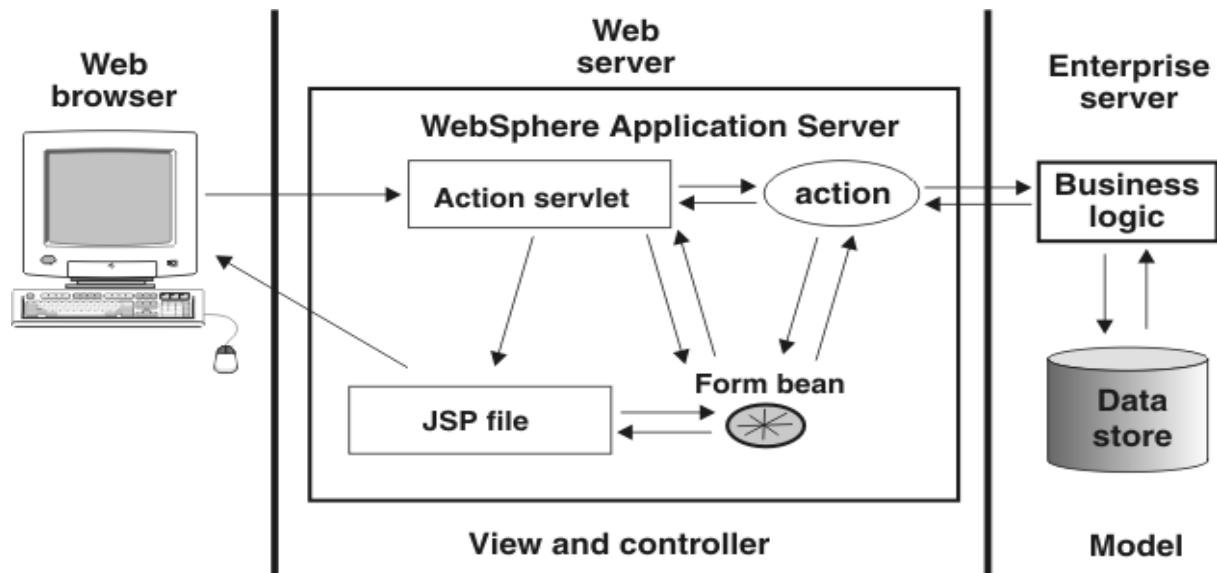 Web
browser
Web
server
WebSphere Application Server
Action servlet
action
Form bean
JSP file
View and controller
Enterprise
server
Business
logic
Data
store
Model